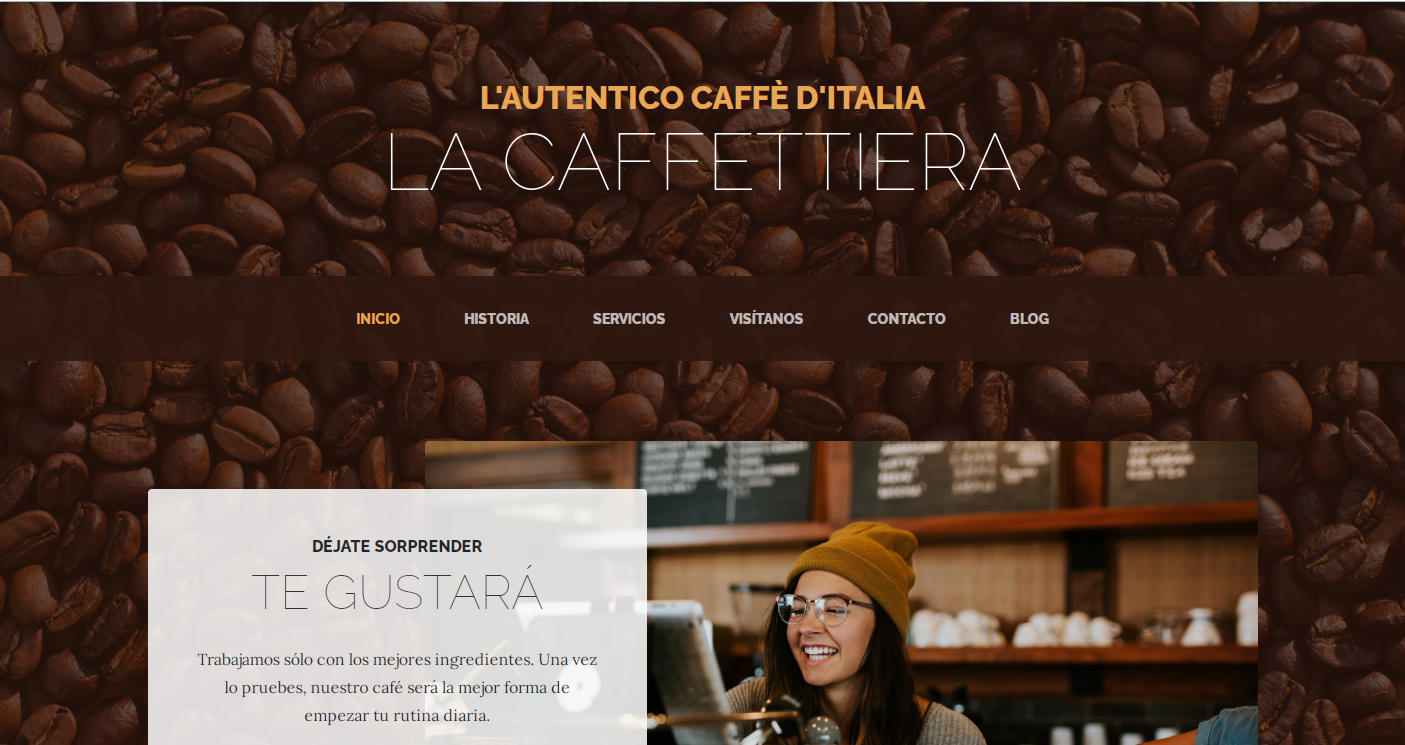 L'AUTENTICO CAFFÈ D'ITALIA
LA CAFFETTIERA
INICIO HISTORIA SERVICIOS VISÍTANOS CONTACTO BLOG
DÉJATE SORPRENDER
TE GUSTARÁ
Trabajamos sólo con los mejores ingredientes. Una vez
lo pruebes, nuestro café será la mejor forma de
empezar tu rutina diaria.